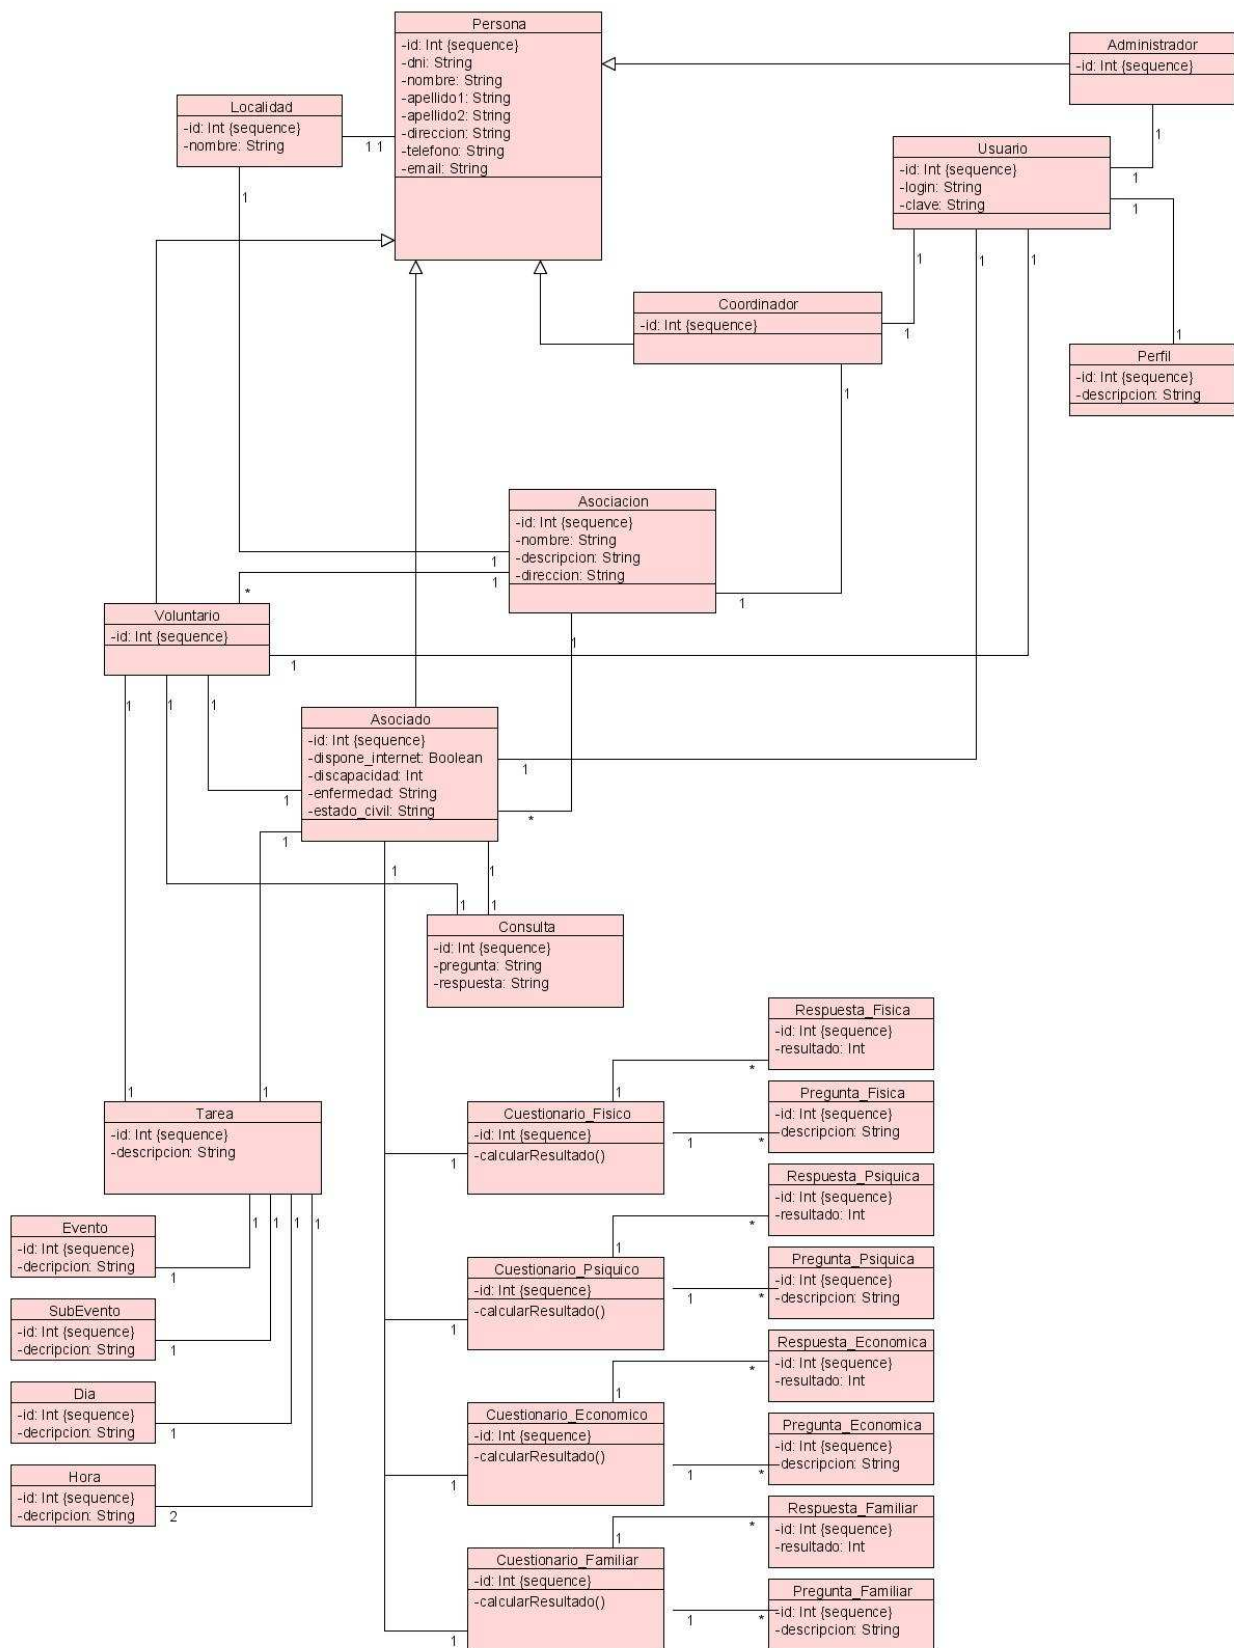 Persona
-id: Int {sequence}
-dni: String
-nombre: String
-apellido1: String
-apellido2: String
-direccion: String
-telefono: String
-email: String
Administrador
-id: Int {sequence}
1
Localidad
-id: Int {sequence}
-nombre: String
1 1
1
Usuario
-id: Int {sequence}
-login: String
-clave: String
1
1
1
1
1
Coordinador
-id: Int {sequence}
1
1
1
Perfil
-id: Int {sequence}
-descripcion: String
Asociacion
-id: Int {sequence}
-nombre: String
-descripcion: String
-direccion: String
1
1
1
1
*
Voluntario
-id: Int {sequence}
1
1
1
1
Asociado
-id: Int {sequence}
-dispone_internet: Boolean
-discapacidad: Int
-enfermedad: String
-estado_civil: String
1
1
*
1
1
1
1
1
Consulta
-id: Int {sequence}
-pregunta: String
-respuesta: String
1
1
Tarea
-id: Int {sequence}
-descripcion: String
1
1
1
1
Evento
-id: Int {sequence}
-decripcion: String
1
SubEvento
-id: Int {sequence}
-decripcion: String
1
Dia
-id: Int {sequence}
-decripcion: String
1
Hora
-id: Int {sequence}
-decripcion: String
2
Respuesta_Fisica
-id: Int {sequence}
-resultado: Int
*
1
Cuestionario_Fisico
-id: Int {sequence}
-calcularResultado()
1
1
*
Pregunta_Fisica
-id: Int {sequence}
descripcion: String
Respuesta_Psiquica
-id: Int {sequence}
-resultado: Int
*
1
Cuestionario_Psiquico
-id: Int {sequence}
-calcularResultado()
1
1
*
Pregunta_Psiquica
-id: Int {sequence}
-descripcion: String
Respuesta_Economica
-id: Int {sequence}
-resultado: Int
*
1
Cuestionario_Economico
-id: Int {sequence}
-calcularResultado()
1
1
*
Pregunta_Economica
-id: Int {sequence}
-descripcion: String
Respuesta_Familiar
-id: Int {sequence}
-resultado: Int
*
1
Cuestionario_Familiar
-id: Int {sequence}
-calcularResultado()
1
1
*
Pregunta_Familiar
-id: Int {sequence}
-descripcion: String